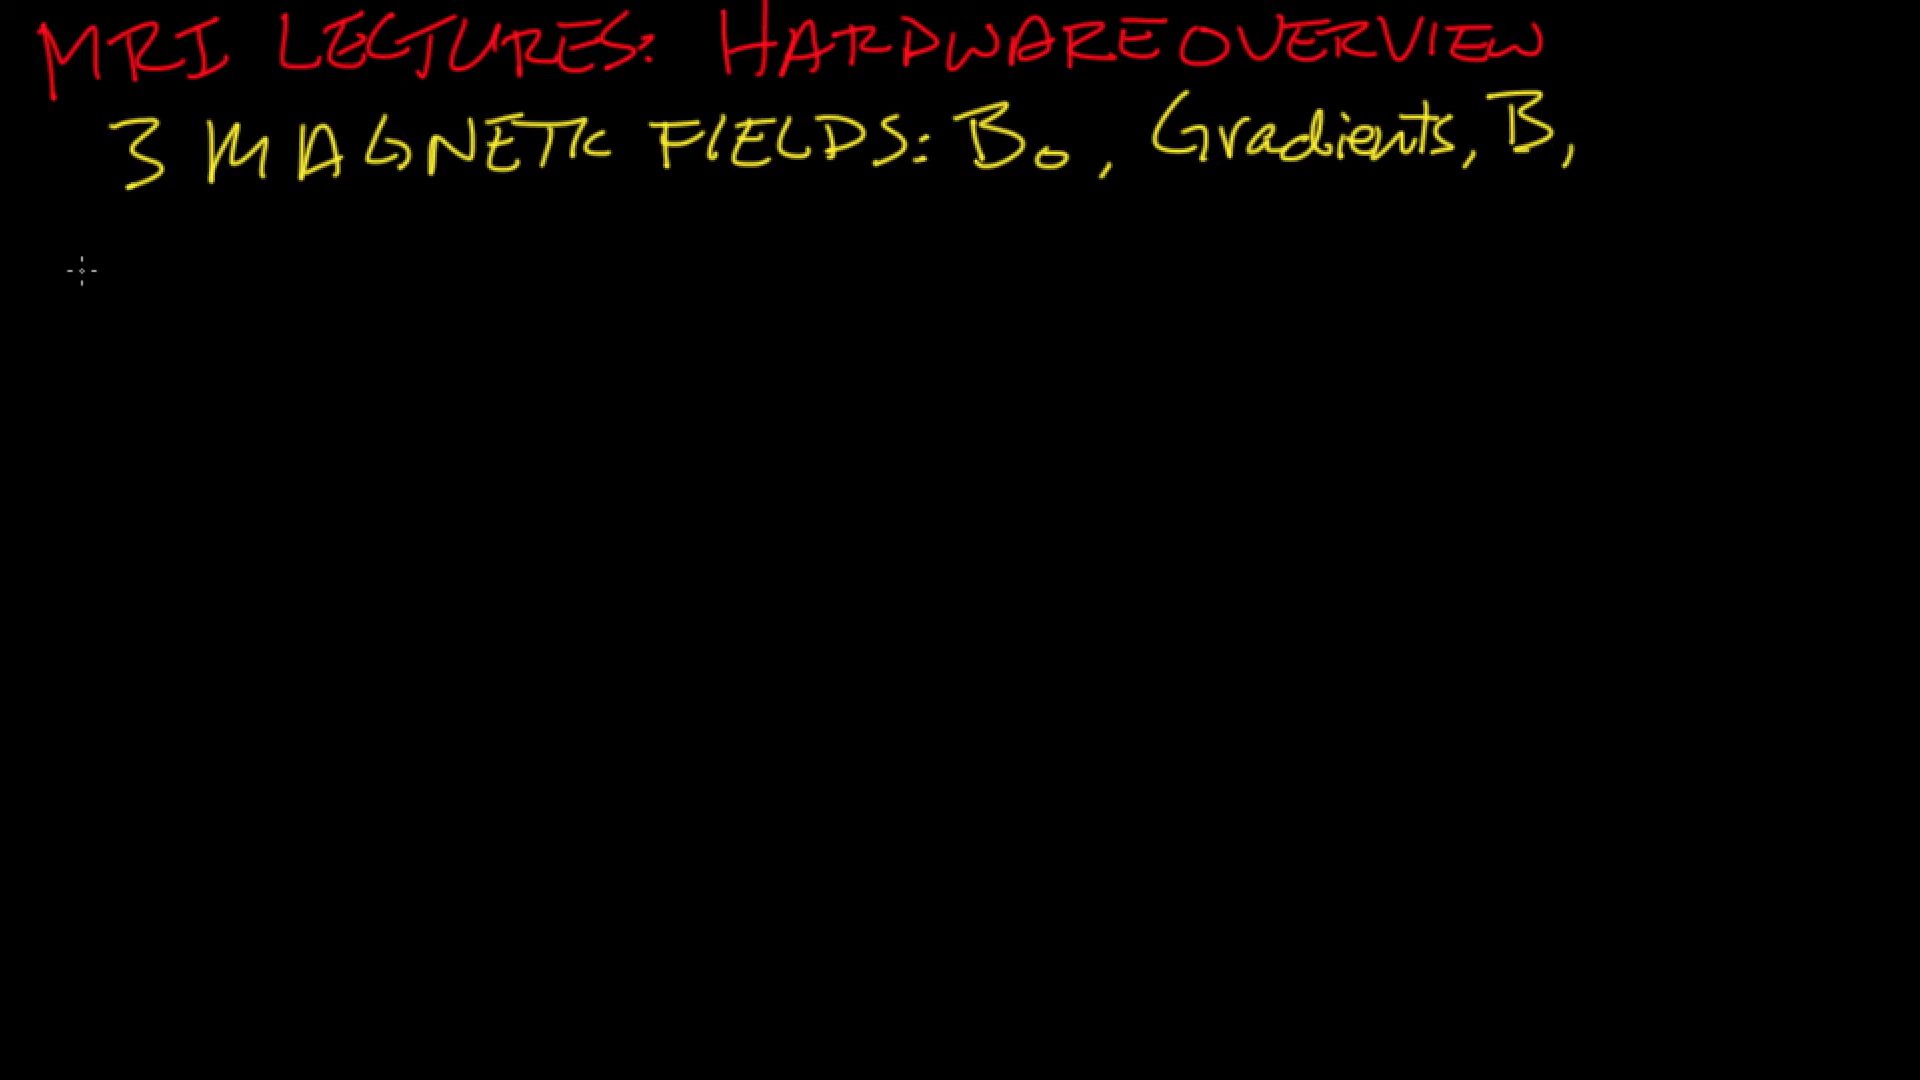 MRI LECTURES: HARDWARE OVERVIEW
3 MAGNETIC FIELDS: B₀, Gradients, B₁